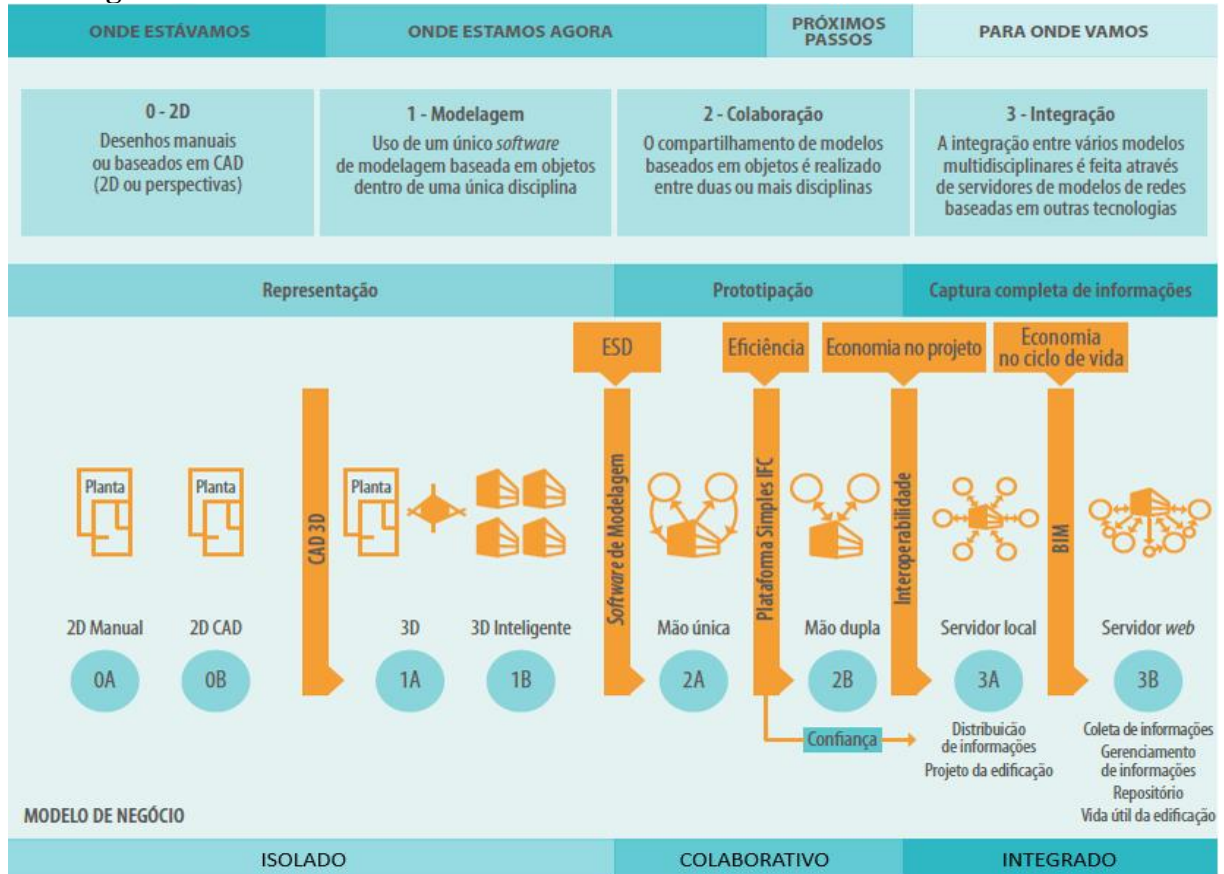 ONDE ESTÁVAMOS
ONDE ESTAMOS AGORA
PRÓXIMOS
PASSOS
PARA ONDE VAMOS
0 - 2D
Desenhos manuais
ou baseados em CAD
(2D ou perspectivas)
1 - Modelagem
Uso de um único software
de modelagem baseada em objetos
dentro de uma única disciplina
2 - Colaboração
O compartilhamento de modelos
baseados em objetos é realizado
entre duas ou mais disciplinas
3 - Integração
A integração entre vários modelos
multidisciplinares é feita através
de servidores de modelos de redes
baseadas em outras tecnologias
Representação
Prototipação
Captura completa de informações
ESD
Eficiência
Economia no projeto
Economia
no ciclo de vida
Planta
Planta
CAD 3D
Planta
Software de Modelagem
Plataforma Simples IFC
Interoperabilidade
BIM
2D Manual
2D CAD
3D
3D Inteligente
Mão única
Mão dupla
Servidor local
Servidor web
0A
0B
1A
1B
2A
2B
3A
3B
Confiança
Distribuicão
de informações
Projeto da edificação
Coleta de informações
Gerenciamento
de informações
Repositório
Vida útil da edificação
MODELO DE NEGÓCIO
ISOLADO
COLABORATIVO
INTEGRADO